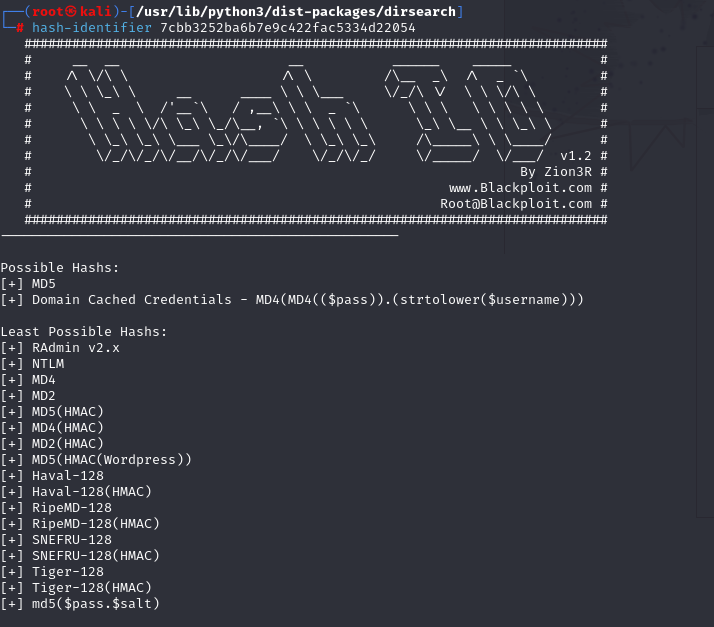 ┌──(root㉿kali)-[/usr/lib/python3/dist-packages/dirsearch]
└─# hash-identifier 7cbb3252ba6b7e9c422fac5334d22054
   #########################################################################
   #     __  __                     __           ______    _____           #
   #    /\ \/\ \                   /\ \         /\__  _\  /\  _ `\         #
   #    \ \ \_\ \     __      ____ \ \ \___     \/_/\ \/  \ \ \/\ \        #
   #     \ \  _  \  /'__`\   / ,__\ \ \  _ `\      \ \ \   \ \ \ \ \       #
   #      \ \ \ \ \/\ \_\ \_/\__, `\ \ \ \ \ \      \_\ \__ \ \ \_\ \      #
   #       \ \_\ \_\ \___ \_\/\____/  \ \_\ \_\     /\_____\ \ \____/      #
   #        \/_/\/_/\/__/\/_/\/___/    \/_/\/_/     \/_____/  \/___/  v1.2 #
   #                                                             By Zion3R #
   #                                                    www.Blackploit.com #
   #                                                   Root@Blackploit.com #
   #########################################################################
--------------------------------------------------
Possible Hashs:
[+] MD5
[+] Domain Cached Credentials - MD4(MD4(($pass)).(strtolower($username)))
Least Possible Hashs:
[+] RAdmin v2.x
[+] NTLM
[+] MD4
[+] MD2
[+] MD5(HMAC)
[+] MD4(HMAC)
[+] MD2(HMAC)
[+] MD5(HMAC(Wordpress))
[+] Haval-128
[+] Haval-128(HMAC)
[+] RipeMD-128
[+] RipeMD-128(HMAC)
[+] SNEFRU-128
[+] SNEFRU-128(HMAC)
[+] Tiger-128
[+] Tiger-128(HMAC)
[+] md5($pass.$salt)